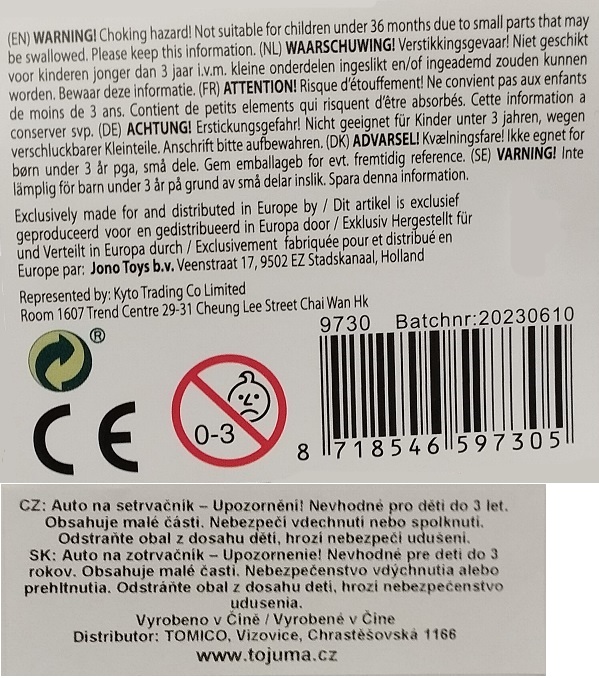 (EN) WARNING! Choking hazard! Not suitable for children under 36 months due to small parts that may
be swallowed. Please keep this information. (NL) WAARSCHUWING! Verstikkingsgevaar! Niet geschikt
voor kinderen jonger dan 3 jaar i.v.m. kleine onderdelen ingeslikt en/of ingeademd zouden kunnen
worden. Bewaar deze informatie. (FR) ATTENTION! Risque d'étouffement! Ne convient pas aux enfants
de moins de 3 ans. Contient de petits elements qui risquent d'être absorbés. Cette information a
conserver svp. (DE) ACHTUNG! Erstickungsgefahr! Nicht geeignet für Kinder unter 3 jahren, wegen
verschluckbarer Kleinteile. Anschrift bitte aufbewahren. (DK) ADVARSEL! Kvælningsfare! Ikke egnet for
børn under 3 år pga, små dele. Gem emballageb for evt. fremtidig reference. (SE) VARNING! Inte
lämplig för barn under 3 år på grund av små delar inslik. Spara denna information.
Exclusively made for and distributed in Europe by / Dit artikel is exclusief
geproduceerd voor en gedistribueerd in Europa door / Exklusiv Hergestellt für
und Verteilt in Europa durch / Exclusivement fabriquée pour et distribué en
Europe par: Jono Toys b.v. Veenstraat 17, 9502 EZ Stadskanaal, Holland
Represented by: Kyto Trading Co Limited
Room 1607 Trend Centre 29-31 Cheung Lee Street Chai Wan Hk
9730 Batchnr:20230610
®
CE
0-3
8 718546 597305
CZ: Auto na setrvačník – Upozornění! Nevhodné pro děti do 3 let.
Obsahuje malé části. Nebezpečí vdechnutí nebo spolknutí.
Odstraňte obal z dosahu dětí, hrozí nebezpečí udušení.
SK: Auto na zotrvačník – Upozornenie! Nevhodné pre deti do 3
rokov. Obsahuje malé časti. Nebezpečenstvo vdýchnutia alebo
prehltnutia. Odstráňte obal z dosahu detí, hrozí nebezpečenstvo
udusenia.
Vyrobeno v Číně / Vyrobené v Číne
Distributor: TOMICO, Vizovice, Chrastěšovská 1166
www.tojuma.cz